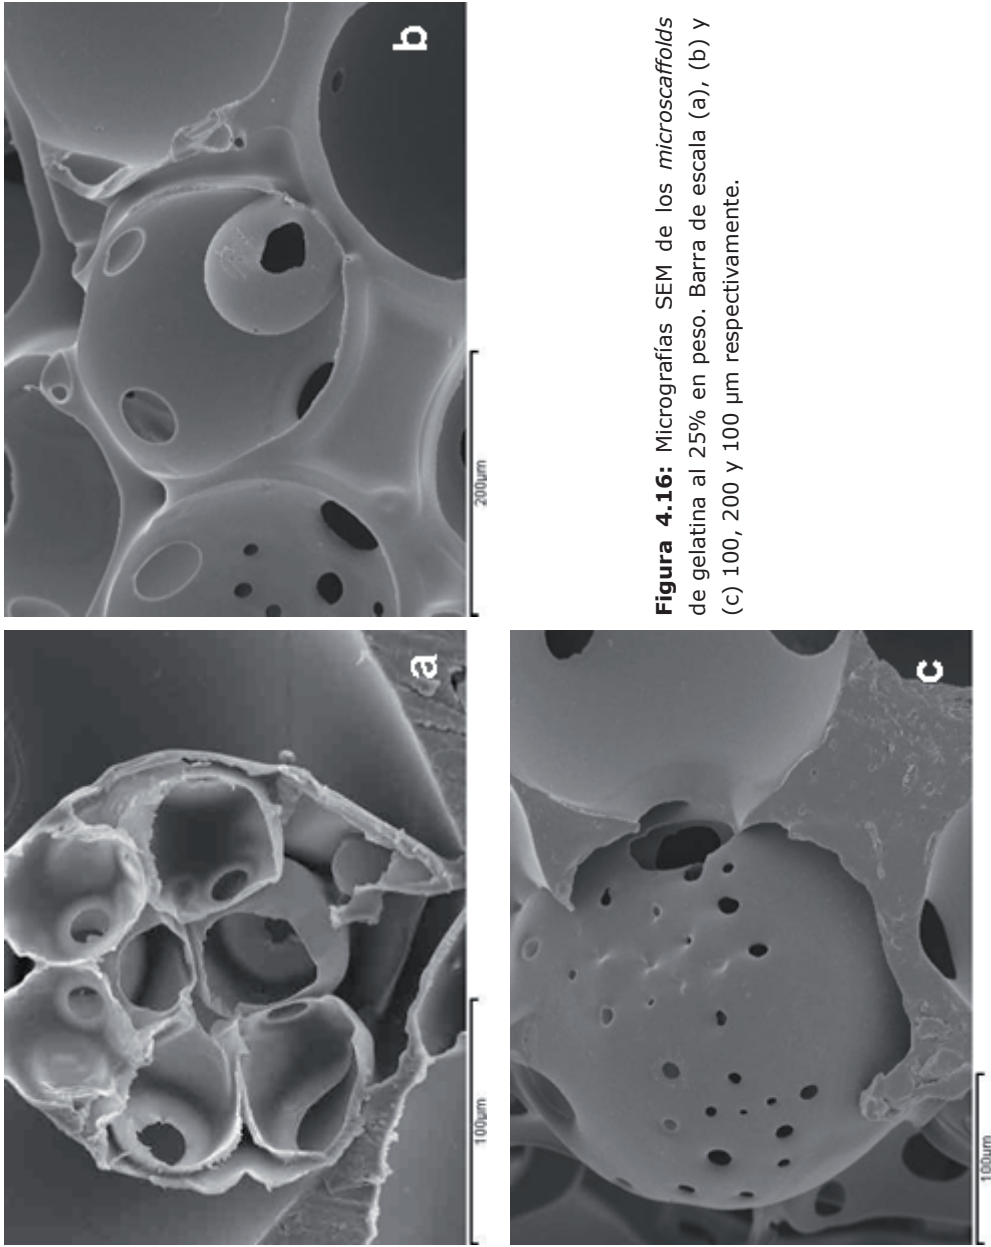 a
100µm
b
200µm
c
100µm
Figura 4.16: Micrografías SEM de los microscaffolds
de gelatina al 25% en peso. Barra de escala (a), (b) y
(c) 100, 200 y 100 µm respectivamente.